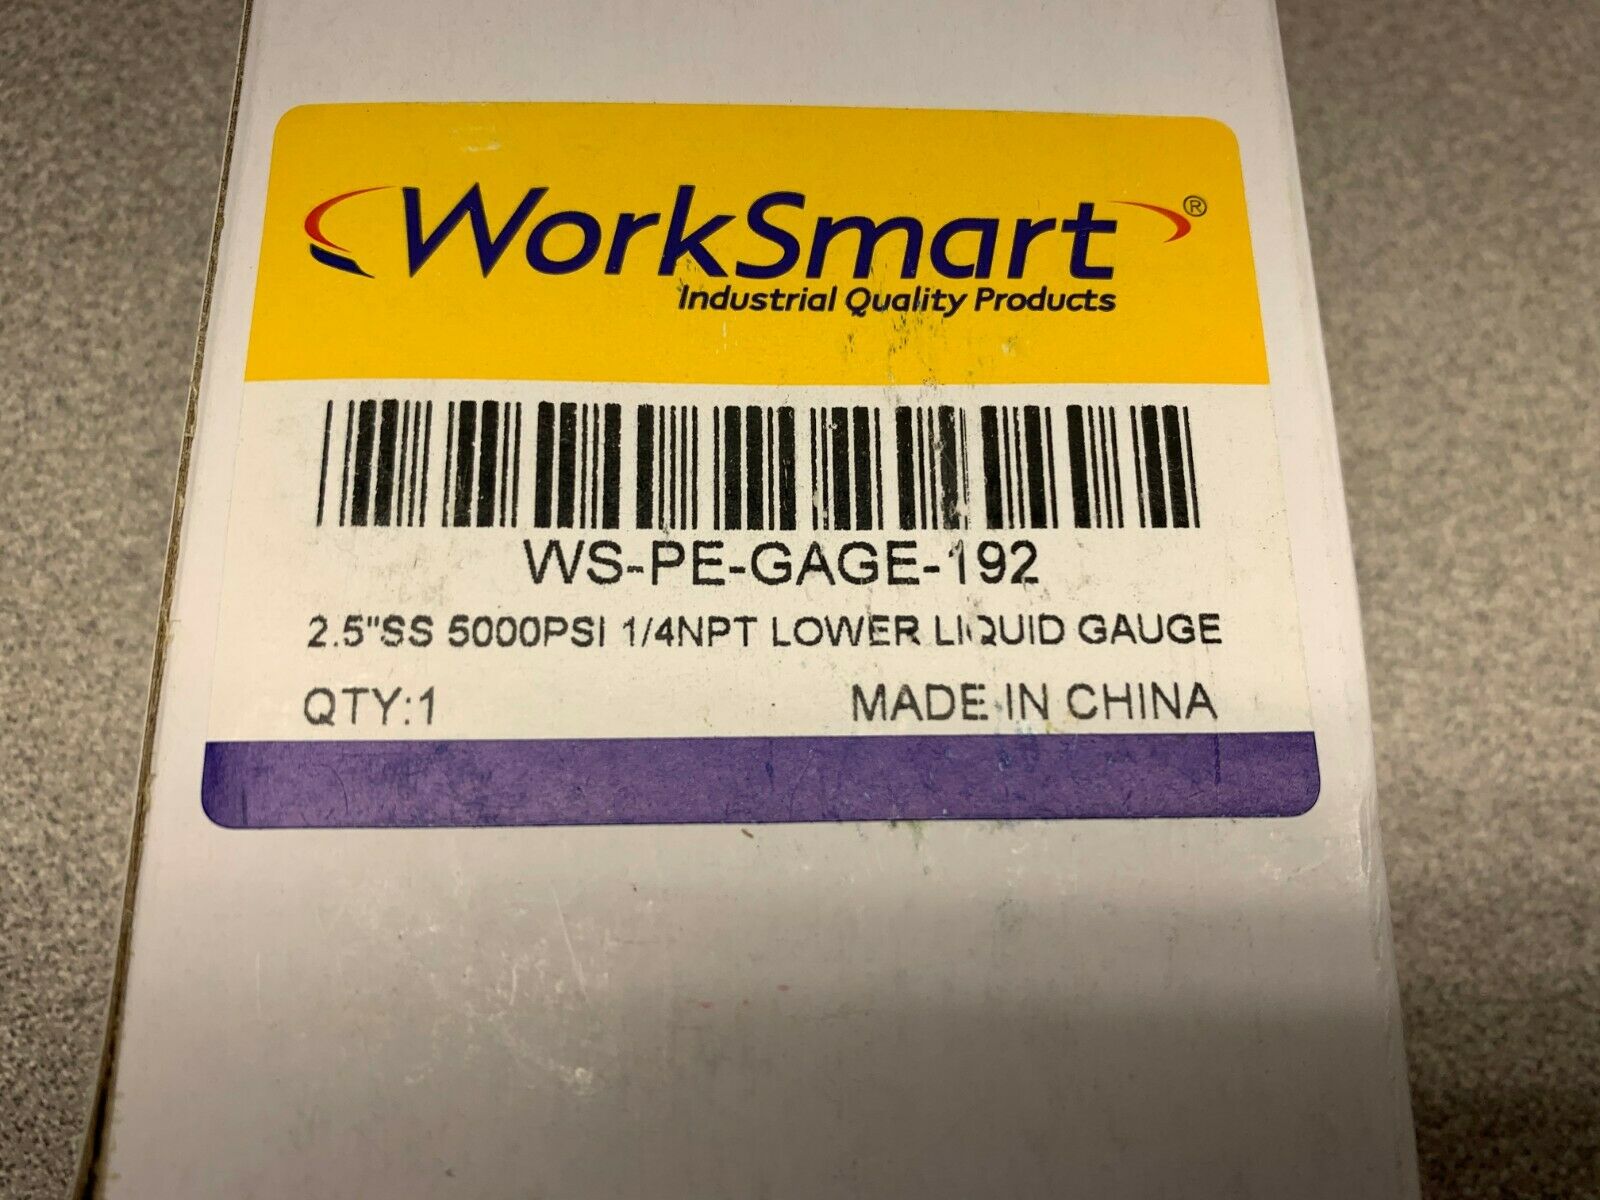 WorkSmart®
Industrial Quality Products
WS-PE-GAGE-192
2.5"SS 5000PSI 1/4NPT LOWER LIQUID GAUGE
QTY:1 MADE IN CHINA